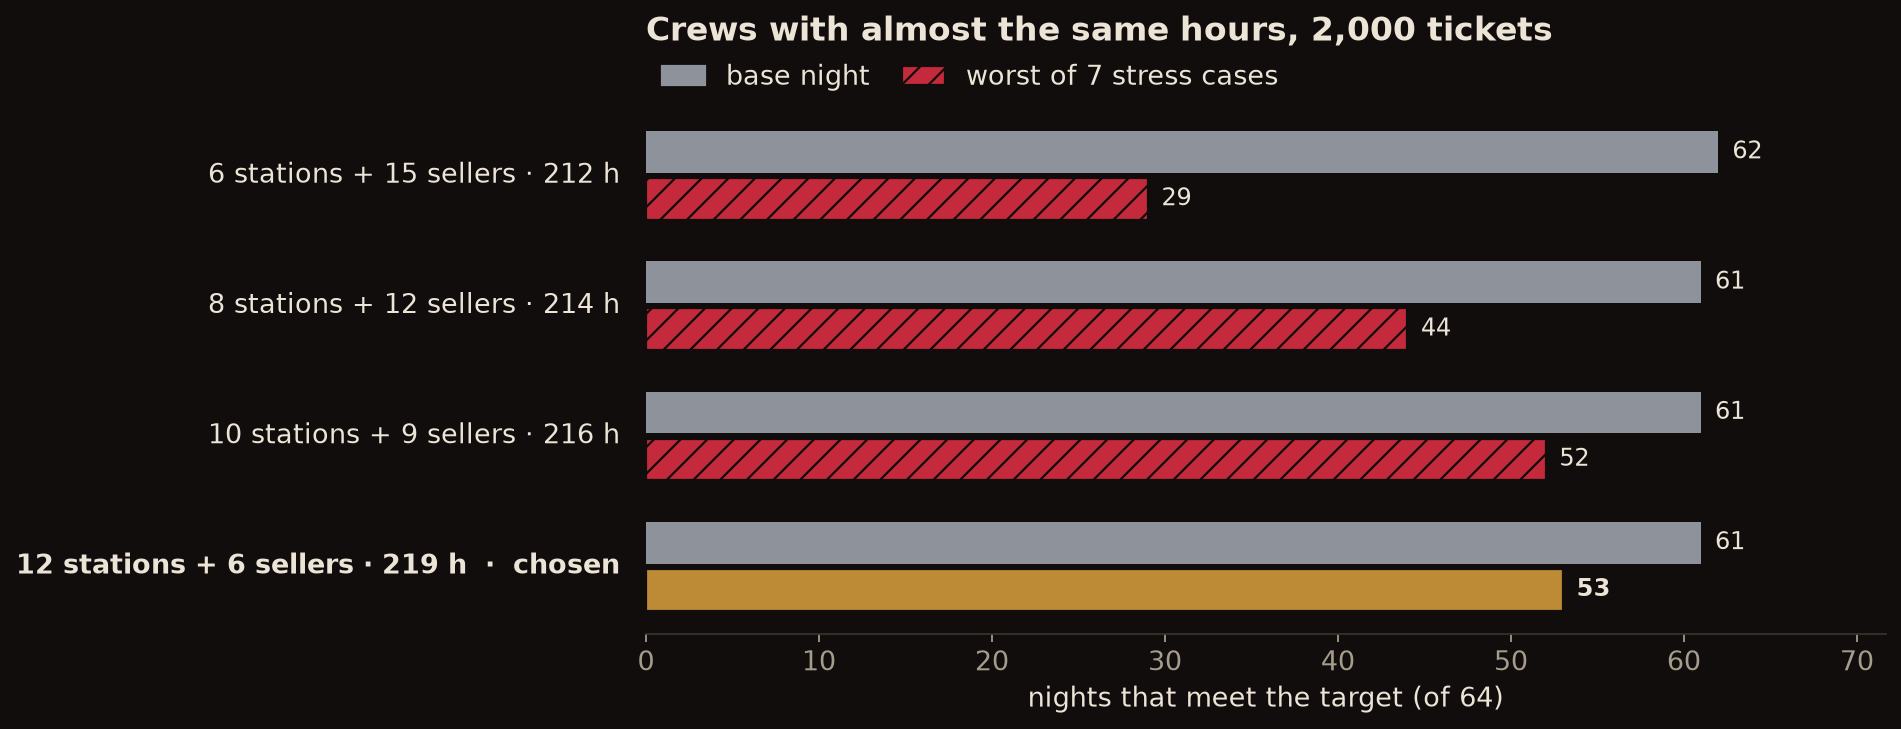 Crews with almost the same hours, 2,000 tickets
base night
worst of 7 stress cases
6 stations + 15 sellers · 212 h
62
29
8 stations + 12 sellers · 214 h
61
44
10 stations + 9 sellers · 216 h
61
52
12 stations + 6 sellers · 219 h · chosen
61
53
0 10 20 30 40 50 60 70
nights that meet the target (of 64)